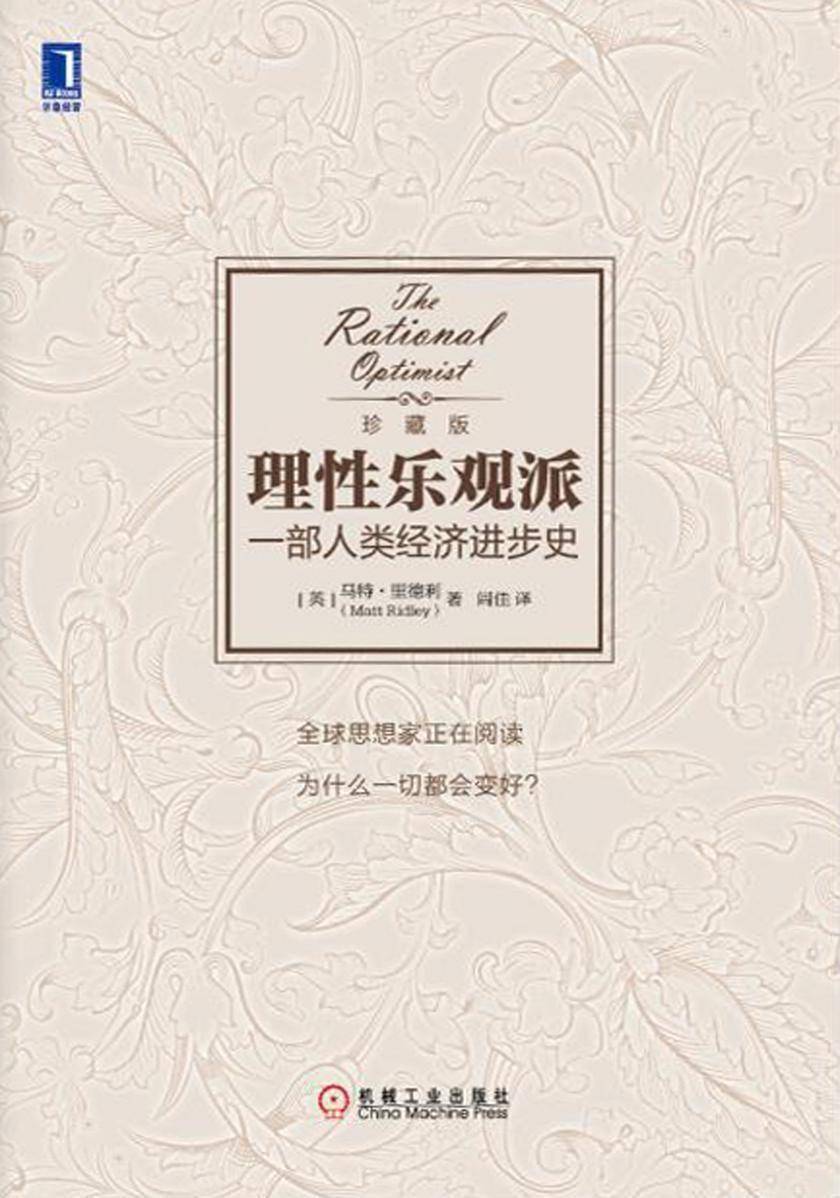 HZ BOOKS
华章经管
The
Rational
Optimist
珍藏版
理性乐观派
一部人类经济进步史
[英]马特·里德利 著 闾佳 译
(Matt Ridley)
全球思想家正在阅读
为什么一切都会变好?
机械工业出版社
China Machine Press